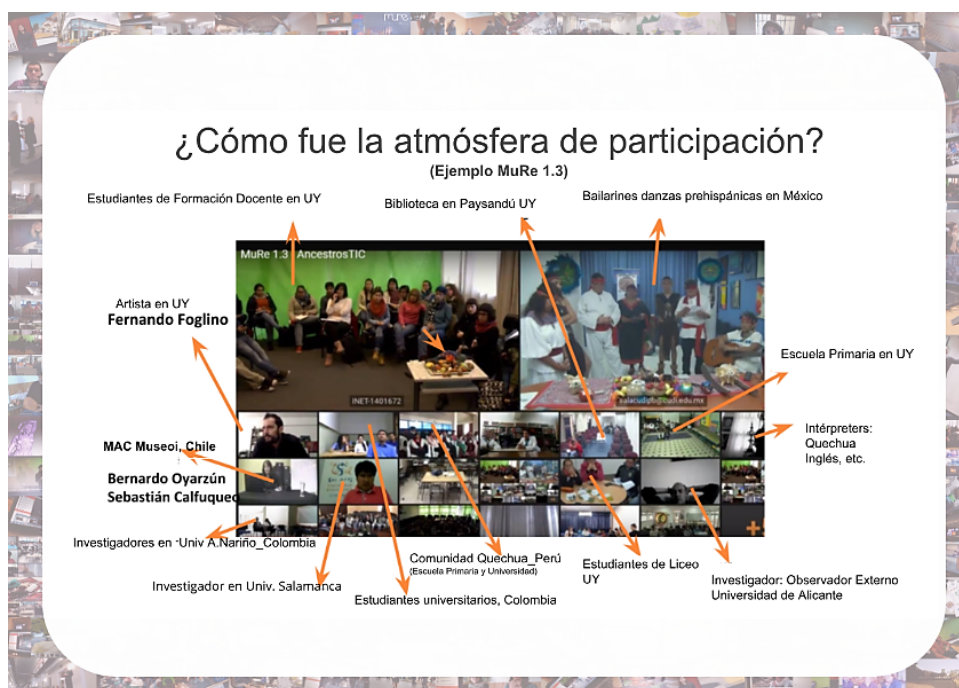 ¿Cómo fue la atmósfera de participación?
(Ejemplo MuRe 1.3)
Estudiantes de Formación Docente en UY
Biblioteca en Paysandú UY
Bailarines danzas prehispánicas en México
MuRe 1.3 AncestrosTIC
Artista en UY
Fernando Foglino
Escuela Primaria en UY
INET-1401672
salacudipb@cudi.edu.mx
Intérpreters:
Quechua
Inglés, etc.
MAC Museoi, Chile
Bernardo Oyarzún
Sebastián Calfuqueo
Investigadores en Univ A.Nariño_Colombia
Comunidad Quechua_Perú
(Escuela Primaria y Universidad)
Estudiantes de Liceo
UY
Investigador en Univ. Salamanca
Estudiantes universitarios, Colombia
Investigador: Observador Externo
Universidad de Alicante